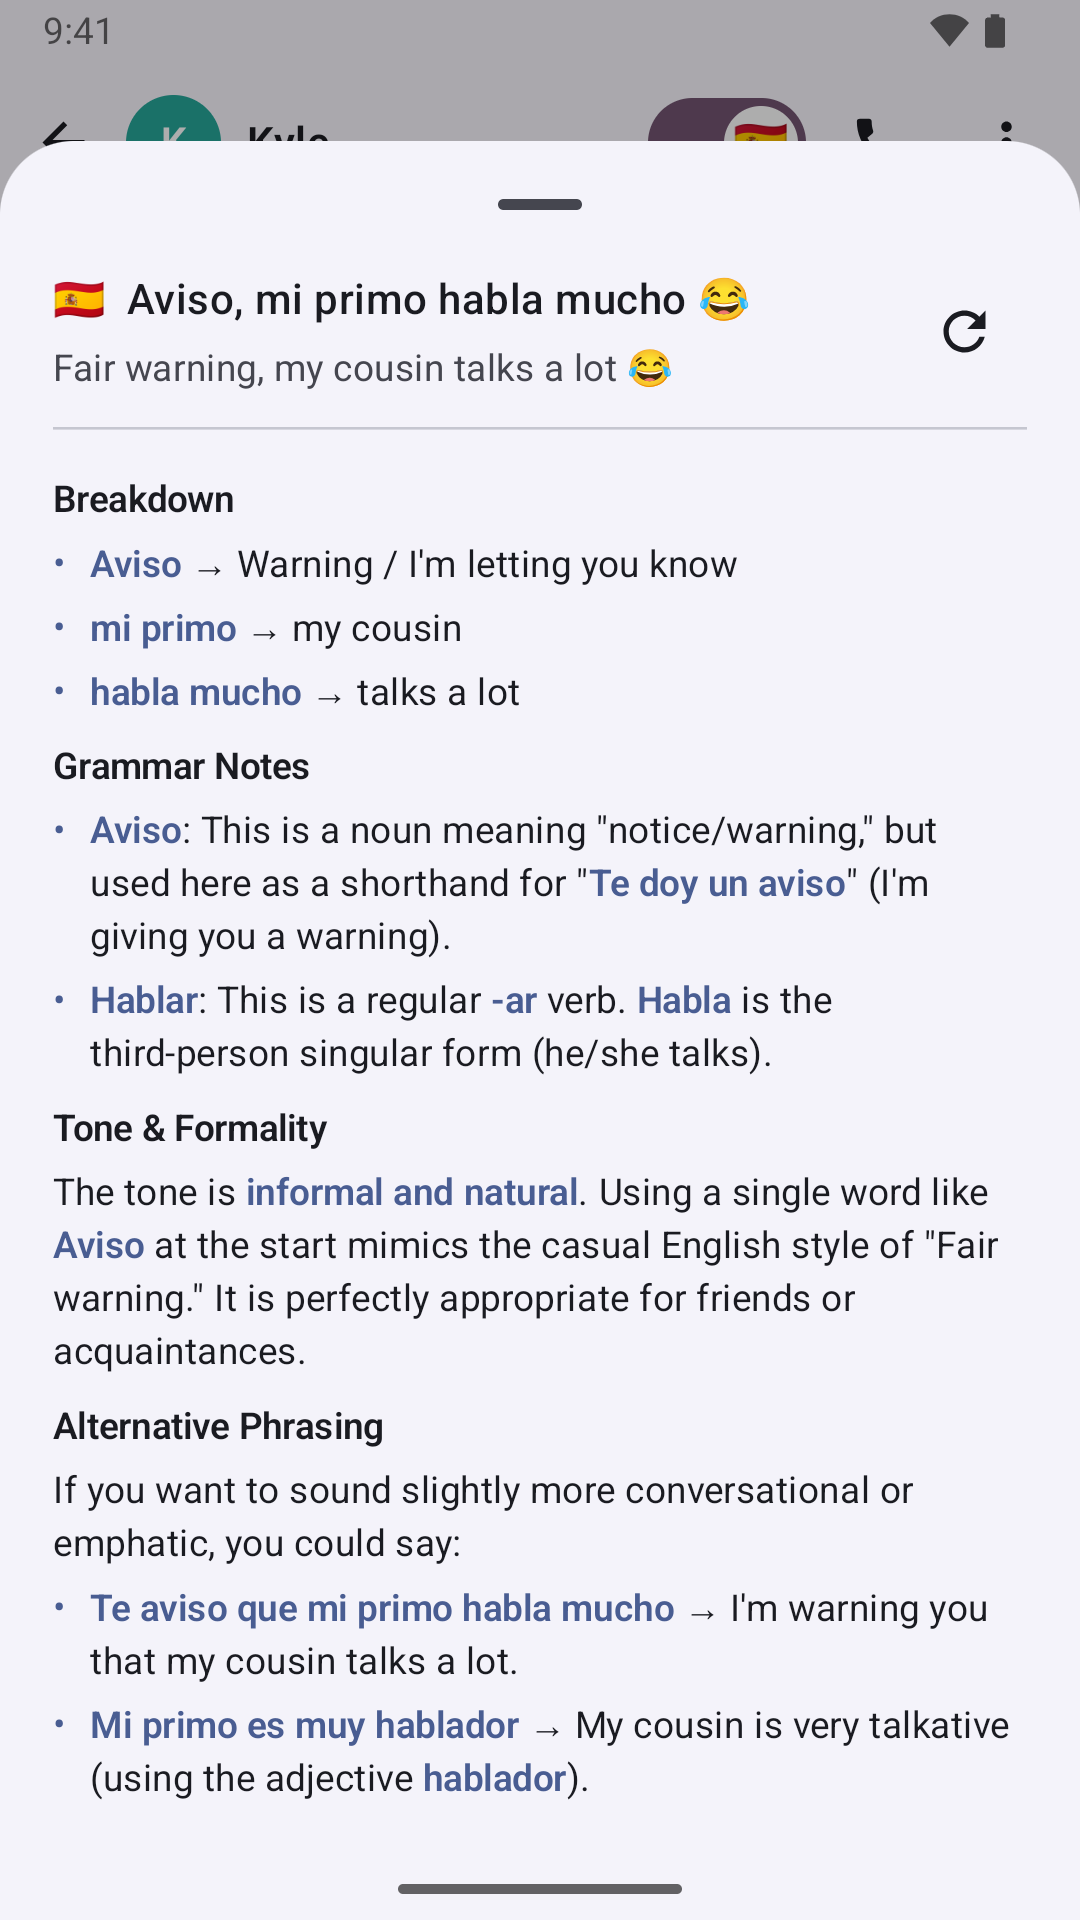 9:41
K Kyle
🇪🇸 Aviso, mi primo habla mucho 😂
Fair warning, my cousin talks a lot 😂
Breakdown
• Aviso → Warning / I'm letting you know
• mi primo → my cousin
• habla mucho → talks a lot
Grammar Notes
• Aviso: This is a noun meaning "notice/warning," but
used here as a shorthand for "Te doy un aviso" (I'm
giving you a warning).
• Hablar: This is a regular -ar verb. Habla is the
third-person singular form (he/she talks).
Tone & Formality
The tone is informal and natural. Using a single word like
Aviso at the start mimics the casual English style of "Fair
warning." It is perfectly appropriate for friends or
acquaintances.
Alternative Phrasing
If you want to sound slightly more conversational or
emphatic, you could say:
• Te aviso que mi primo habla mucho → I'm warning you
that my cousin talks a lot.
• Mi primo es muy hablador → My cousin is very talkative
(using the adjective hablador).